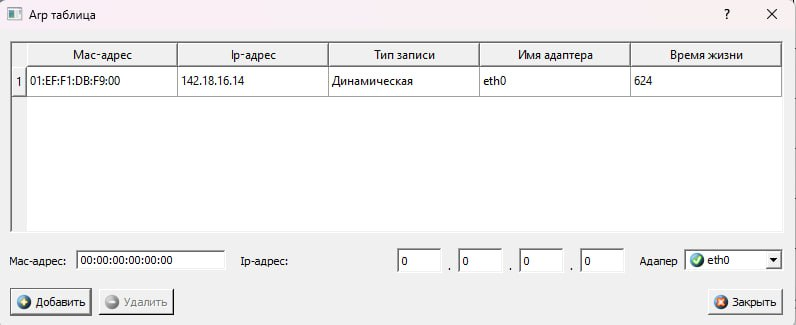 Arp таблица
? ×
Mac-адрес Ip-адрес Тип записи Имя адаптера Время жизни
1 01:EF:F1:DB:F9:00 142.18.16.14 Динамическая eth0 624
Mac-адрес: 00:00:00:00:00:00 Ip-адрес: 0 . 0 . 0 . 0 Адапер eth0
Добавить Удалить Закрыть